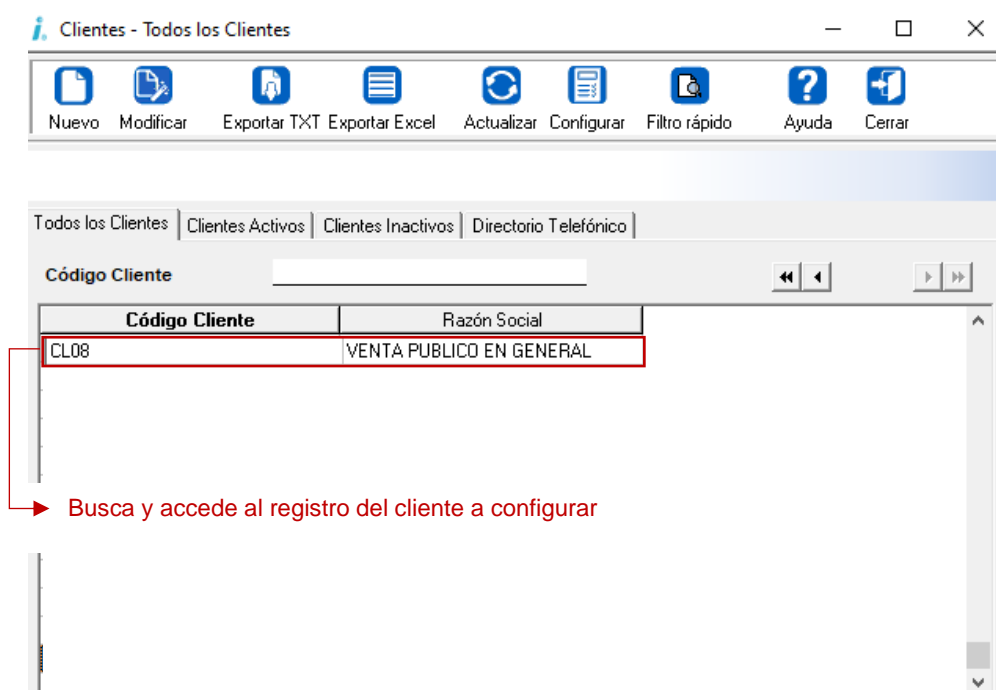 Clientes - Todos los Clientes
Nuevo Modificar Exportar TXT Exportar Excel Actualizar Configurar Filtro rápido Ayuda Cerrar
Todos los Clientes Clientes Activos Clientes Inactivos Directorio Telefónico
Código Cliente
Código Cliente Razón Social
CL08 VENTA PUBLICO EN GENERAL
Busca y accede al registro del cliente a configurar